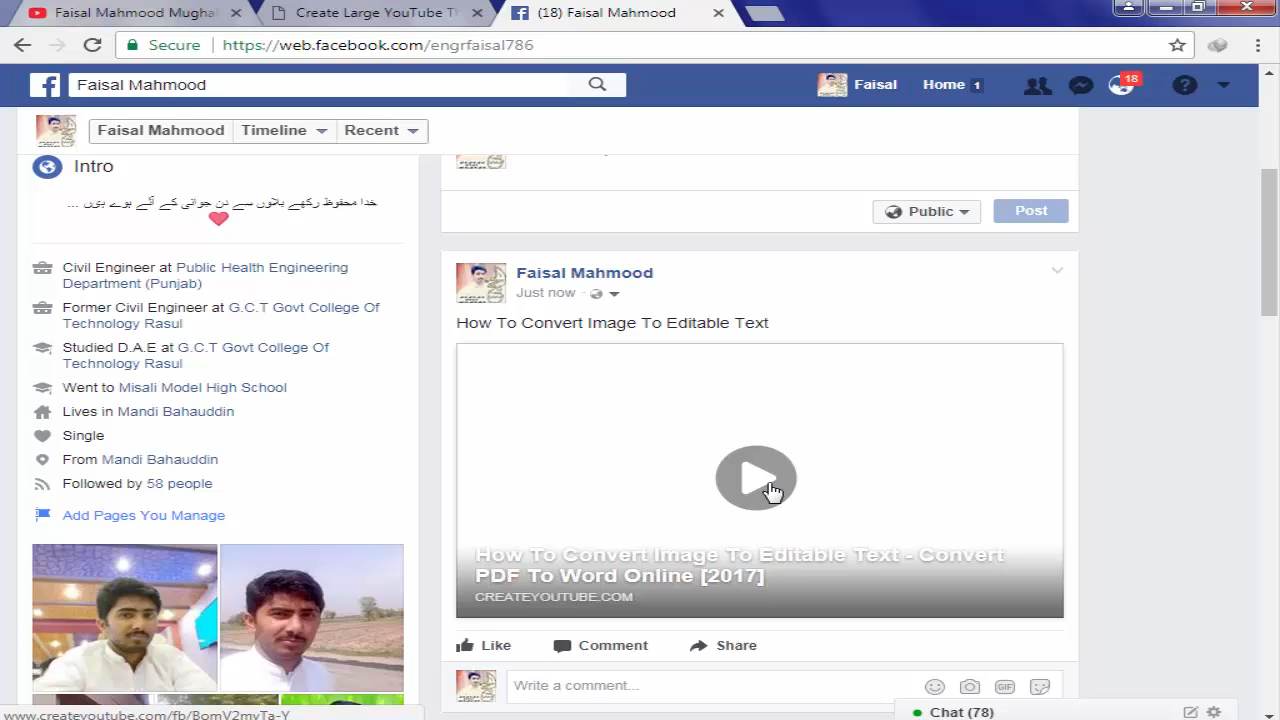 Faisal Mahmood Mugha
Create Large YouTube Th
(18) Faisal Mahmood
Secure
https://web.facebook.com/engrfaisal786
Faisal Mahmood
Faisal
Home 1
18
Faisal Mahmood
Timeline
Recent
Intro
خدا محفوظ رکھے بلاوں سے دن جوانی کے آئے ہوے ہیں ...
Civil Engineer at Public Health Engineering
Department (Punjab)
Former Civil Engineer at G.C.T Govt College Of
Technology Rasul
Studied D.A.E at G.C.T Govt College Of
Technology Rasul
Went to Misali Model High School
Lives in Mandi Bahauddin
Single
From Mandi Bahauddin
Followed by 58 people
Add Pages You Manage
Public
Post
Faisal Mahmood
Just now
How To Convert Image To Editable Text
How To Convert Image To Editable Text - Convert
PDF To Word Online [2017]
CREATEYOUTUBE.COM
Like
Comment
Share
Write a comment...
GIF
Chat (78)
www.createyoutube.com/fb/BomV2mvTa-Y